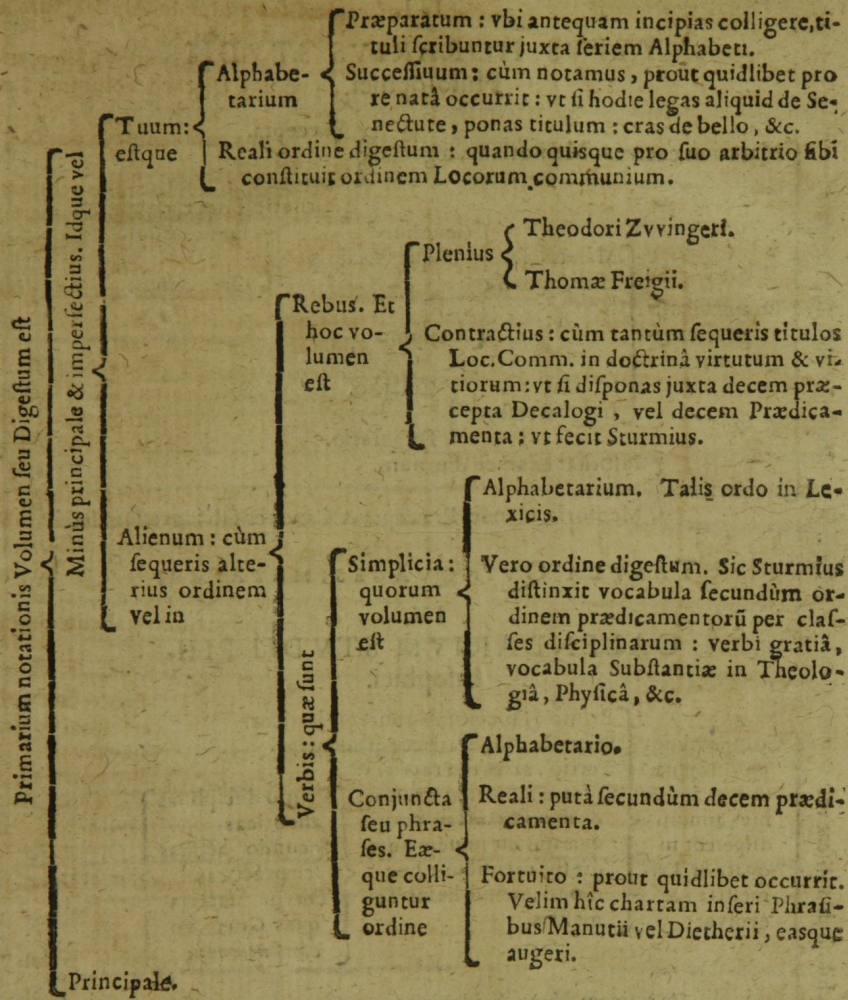 Primarium notationis Volumen ſeu Digeſtum eſt
Minùs principale & imperfectius. Idque vel
Tuum:
eſtque
Alphabe-
tarium
Præparatum : vbi antequam incipias colligere,ti-
tuli ſcribuntur juxta ſeriem Alphabeti.
Succeſſiuum: cùm notamus, prout quidlibet pro
re natâ occurrit : vt ſi hodie legas aliquid de Se-
nectute, ponas titulum : cras de bello, &c.
Reali ordine digeſtum : quando quisque pro ſuo arbitrio ſibi
conſtituit ordinem Locorum communium.
Alienum : cùm
ſequeris alte-
rius ordinem
vel in
Rebus. Et
hoc vo-
lumen
eſt
Plenius
Theodori Zvvingeri.
Thomæ Freigii.
Contractius : cùm tantùm ſequeris titulos
Loc.Comm. in doctrinâ virtutum & vi-
tiorum:vt ſi diſponas juxta decem præ-
cepta Decalogi , vel decem Prædica-
menta ; vt fecit Sturmius.
Verbis : quæ ſunt
Simplicia :
quorum
volumen
eſt
Alphabetarium. Talis ordo in Le-
xicis.
Vero ordine digeſtum. Sic Sturmius
diſtinxit vocabula ſecundùm or-
dinem prædicamentorũ per claſ-
ſes diſciplinarum : verbi gratiâ,
vocabula Subſtantiæ in Theolo-
giâ, Phyſicâ, &c.
Conjuncta
ſeu phra-
ſes. Eæ-
que colli-
guntur
ordine
Alphabetario.
Reali : putà ſecundùm decem prædi-
camenta.
Fortuito : prout quidlibet occurrit.
Velim hîc chartam inſeri Phraſi-
bus Manutii vel Dietherii, easque
augeri.
Principale.